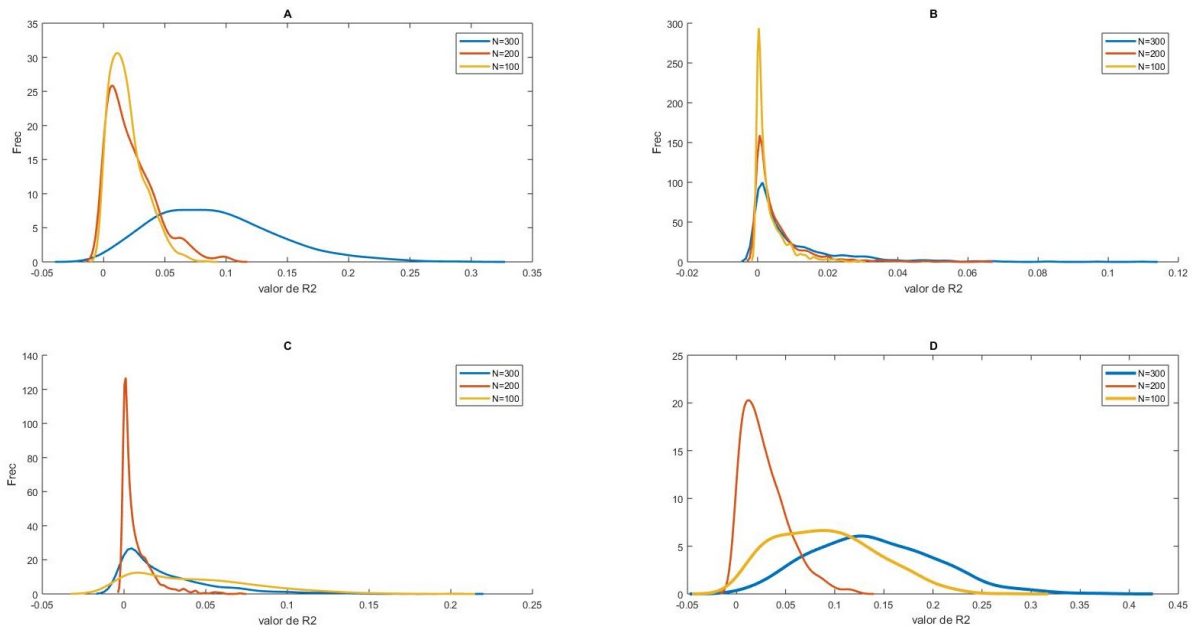 A
35
30
25
20
15
10
5
0
Frec
-0.05
0
0.05
0.1
0.15
0.2
0.25
0.3
0.35
valor de R2
N=300
N=200
N=100
B
300
250
200
150
100
50
0
Frec
-0.02
0
0.02
0.04
0.06
0.08
0.1
0.12
valor de R2
N=300
N=200
N=100
C
140
120
100
80
60
40
20
0
Frec
-0.05
0
0.05
0.1
0.15
0.2
0.25
valor de R2
N=300
N=200
N=100
D
25
20
15
10
5
0
-0.05
0
0.05
0.1
0.15
0.2
0.25
0.3
0.35
0.4
0.45
valor de R2
N=300
N=200
N=100